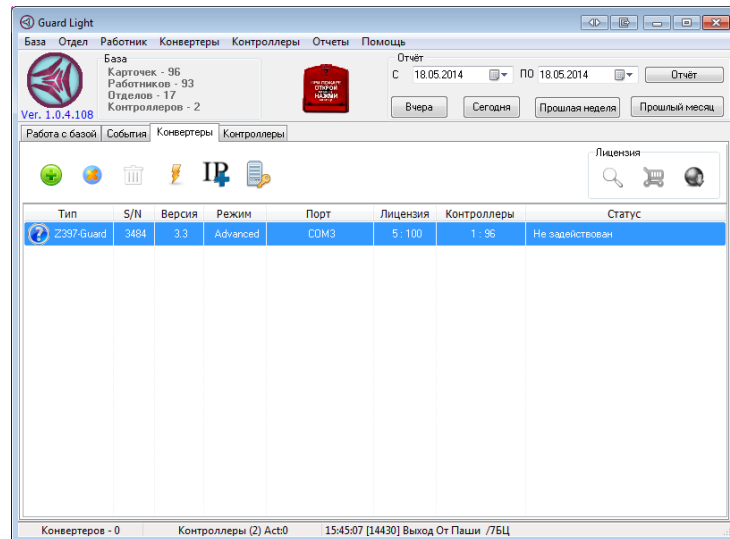 Guard Light
База Отдел Работник Конвертеры Контроллеры Отчеты Помощь
База
Карточек - 96
Работников - 93
Отделов - 17
Контроллеров - 2
Ver. 1.0.4.108
ОТКРОЙ
НАЖМИ
Отчёт
С 18.05.2014 ПО 18.05.2014 Отчёт
Вчера Сегодня Прошлая неделя Прошлый месяц
Работа с базой События Конвертеры Контроллеры
IP
Лицензия
Тип S/N Версия Режим Порт Лицензия Контроллеры Статус
Z397-Guard 3484 3.3 Advanced COM3 5 : 100 1 : 96 Не задействован
Конвертеров - 0 Контроллеры (2) Act:0 15:45:07 [14430] Выход От Паши /7БЦ